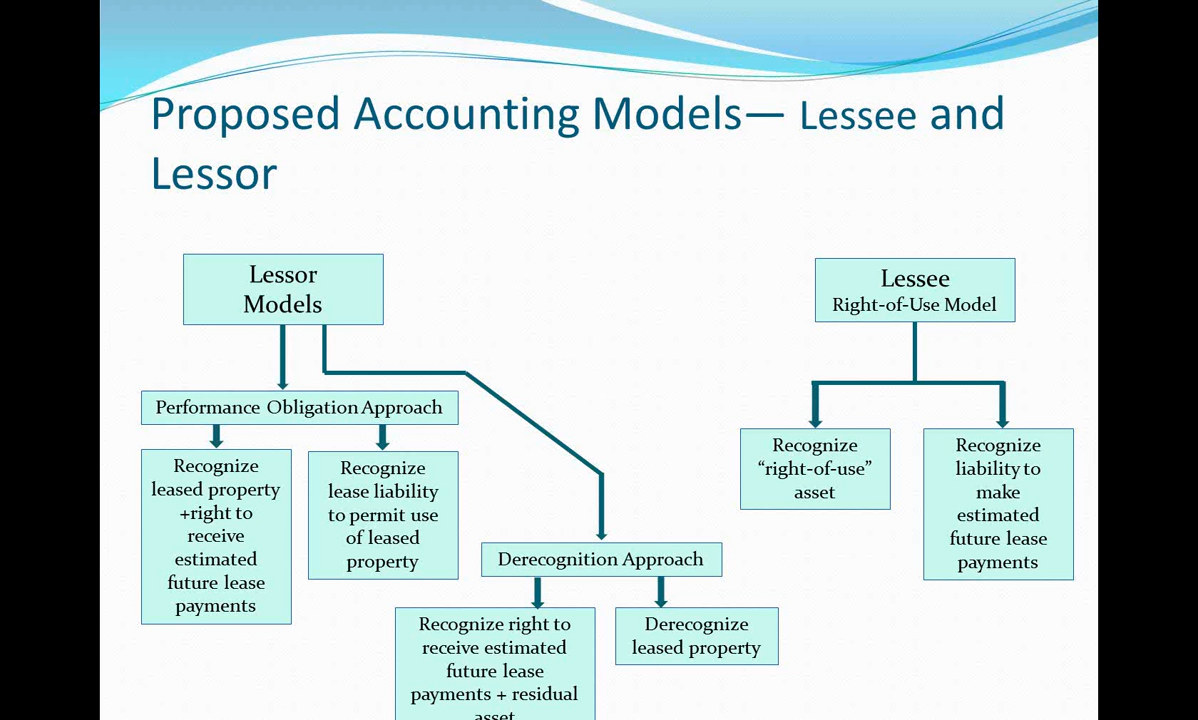 Proposed Accounting Models— Lessee and
Lessor
Lessor
Models
Performance Obligation Approach
Recognize
leased property
+right to
receive
estimated
future lease
payments
Recognize
lease liability
to permit use
of leased
property
Derecognition Approach
Recognize right to
receive estimated
future lease
payments + residual
asset
Derecognize
leased property
Lessee
Right-of-Use Model
Recognize
“right-of-use”
asset
Recognize
liability to
make
estimated
future lease
payments